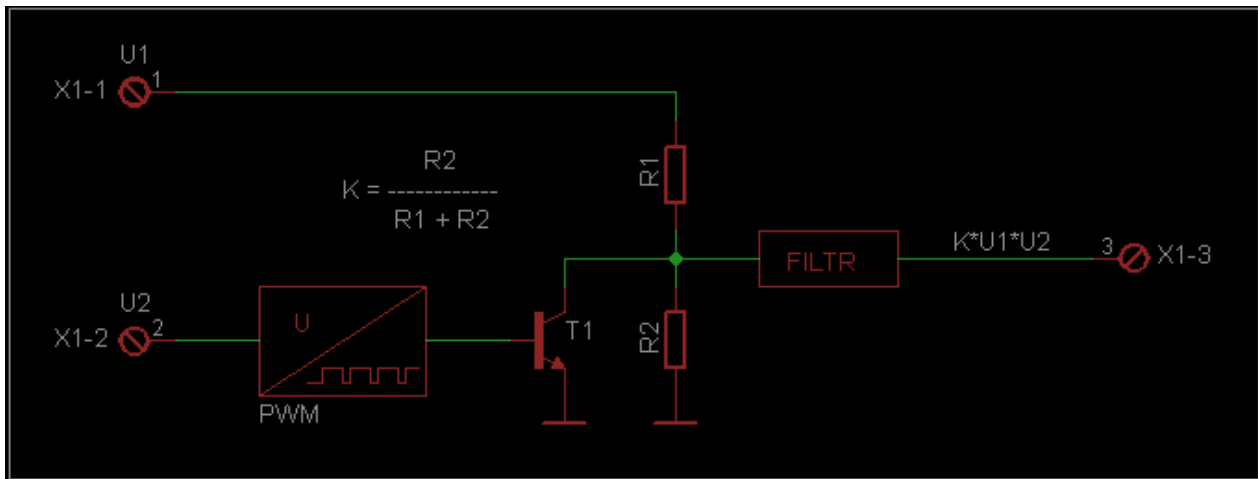 U1
X1-1
1
R1
R2
K = ------------
R1 + R2
K*U1*U2
FILTR
3
X1-3
U2
X1-2
2
U
T1
R2
PWM